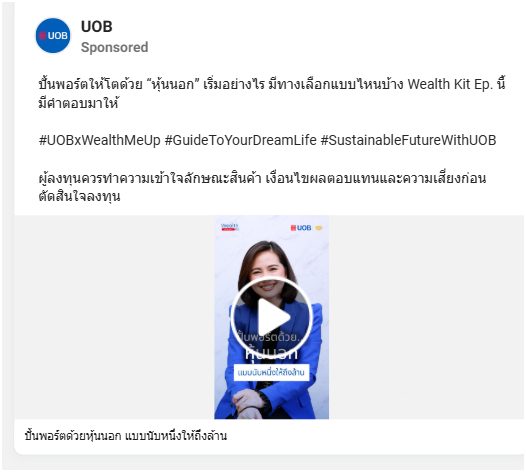 UOB
UOB
Sponsored
ปั้นพอร์ตให้โตด้วย “หุ้นนอก” เริ่มอย่างไร มีทางเลือกแบบไหนบ้าง Wealth Kit Ep. นี้
มีคำตอบมาให้
#UOBxWealthMeUp #GuideToYourDreamLife #SustainableFutureWithUOB
ผู้ลงทุนควรทำความเข้าใจลักษณะสินค้า เงื่อนไขผลตอบแทนและความเสี่ยงก่อน
ตัดสินใจลงทุน
Wealth
UOB
ปั้นพอร์ตด้วย...
หุ้นนอก
แบบนับหนึ่งให้ถึงล้าน
ปั้นพอร์ตด้วยหุ้นนอก แบบนับหนึ่งให้ถึงล้าน